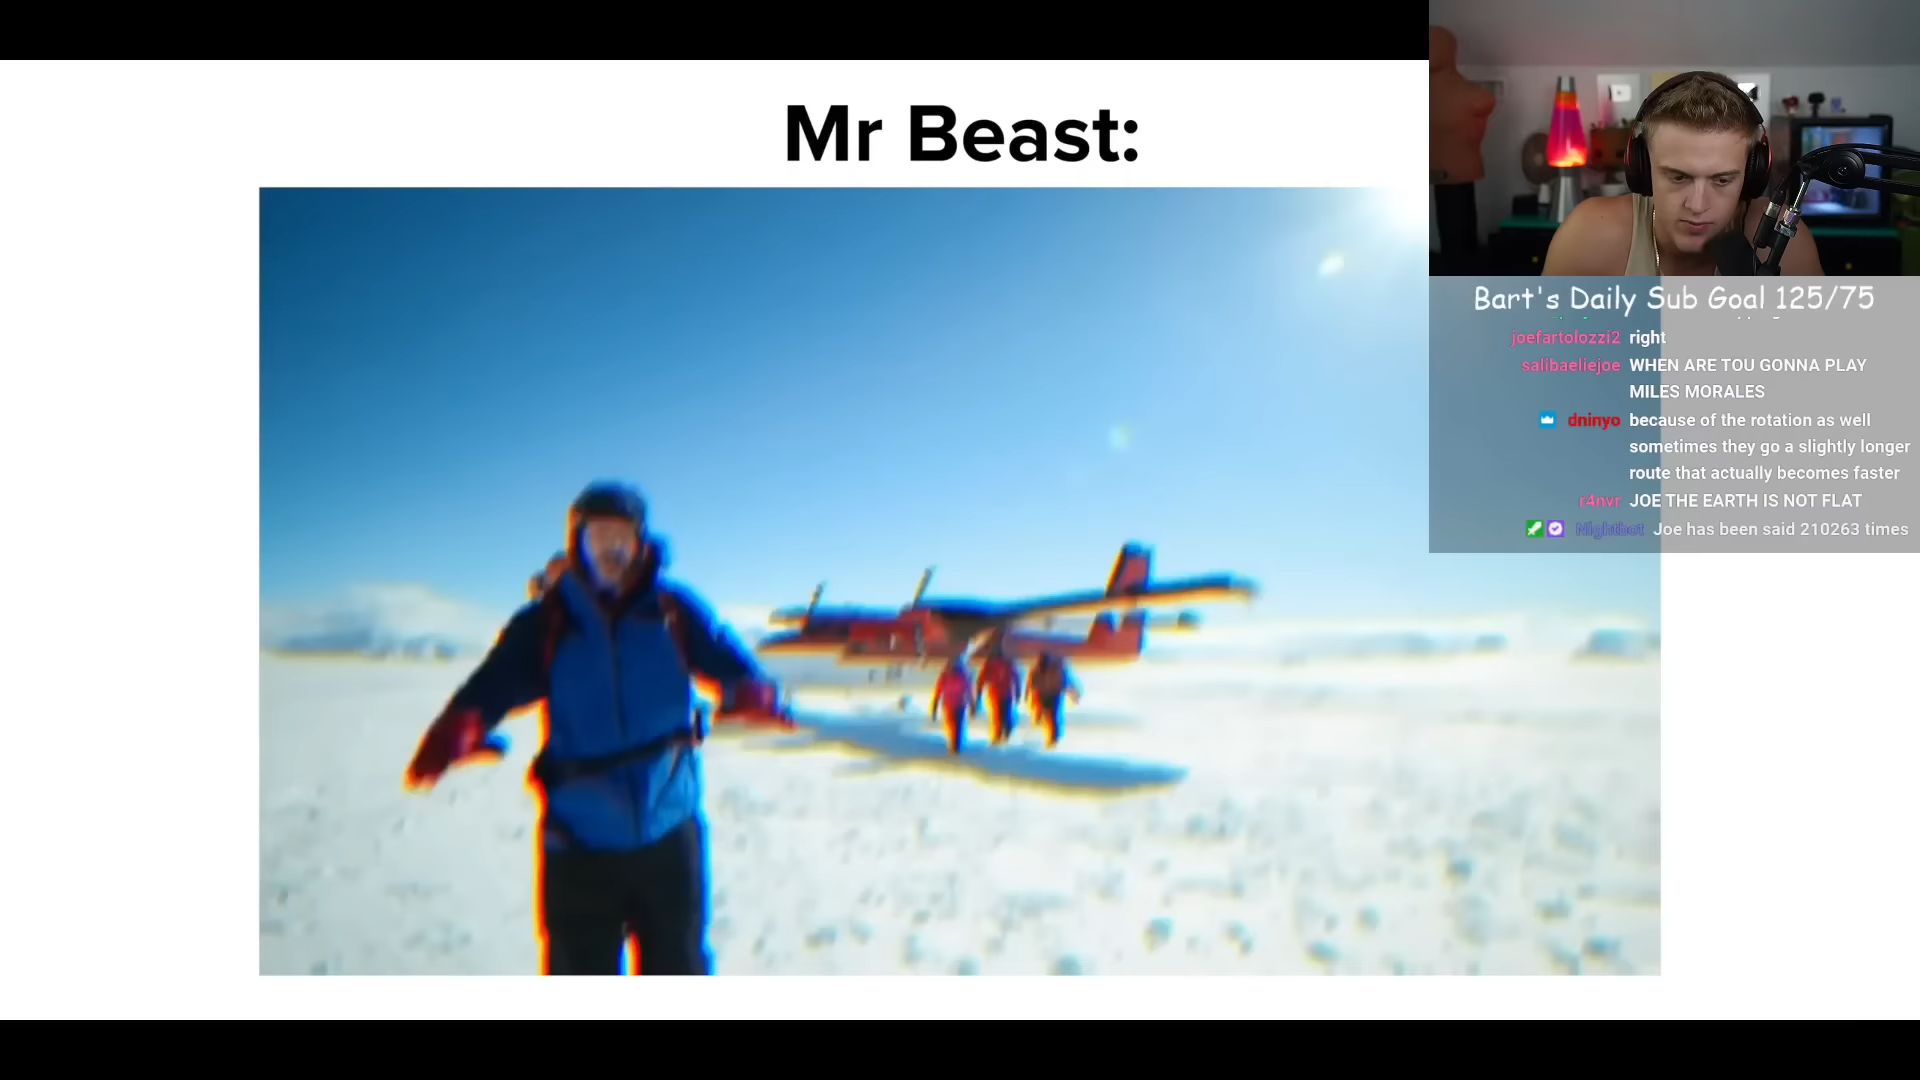 Mr Beast:
Bart's Daily Sub Goal 125/75
joefartolozzi2 right
salibaeliejoe WHEN ARE TOU GONNA PLAY
MILES MORALES
dninyo because of the rotation as well
sometimes they go a slightly longer
route that actually becomes faster
r4nvr JOE THE EARTH IS NOT FLAT
Nightbot Joe has been said 210263 times